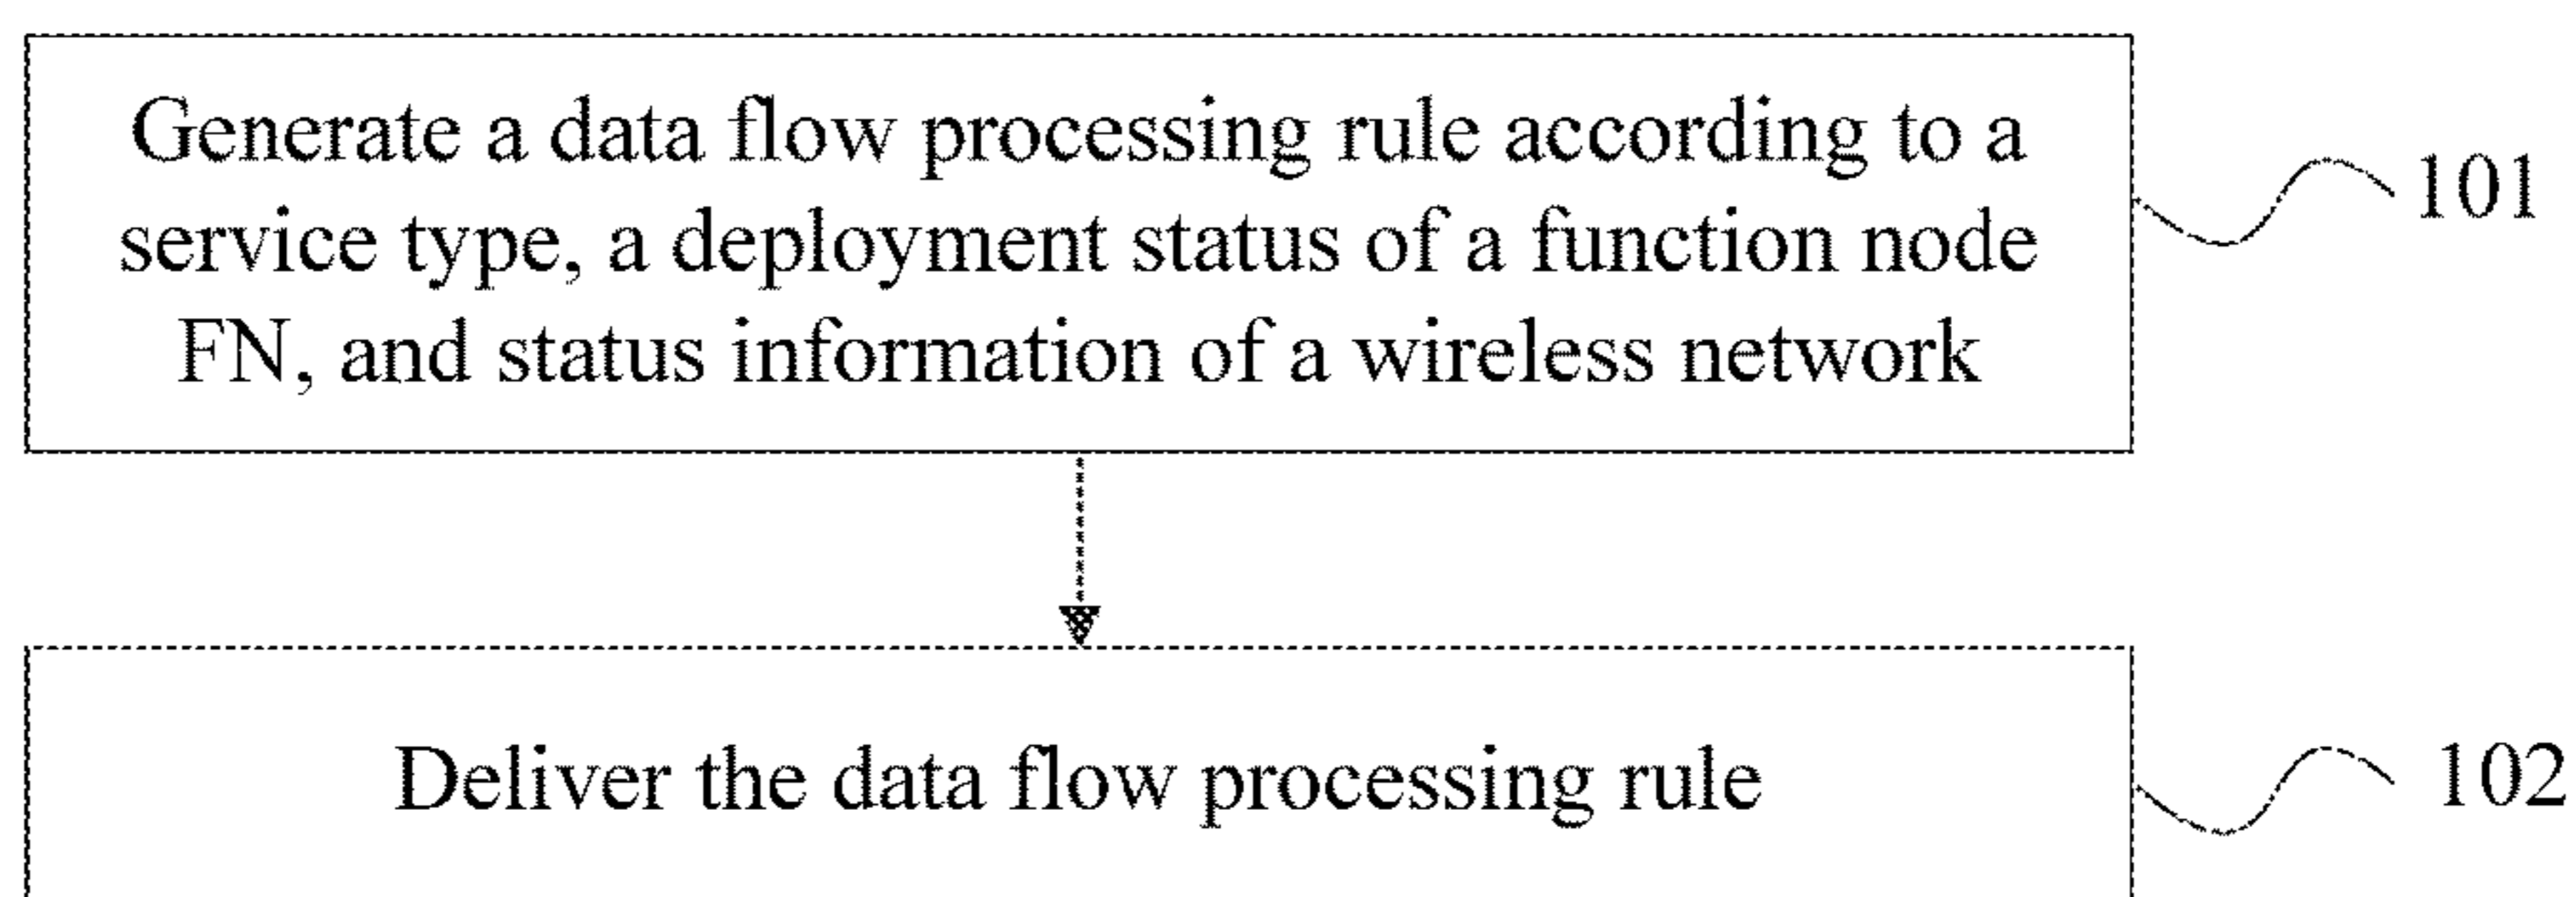 Generate a data flow processing rule according to a
service type, a deployment status of a function node
FN, and status information of a wireless network
101
Deliver the data flow processing rule
102